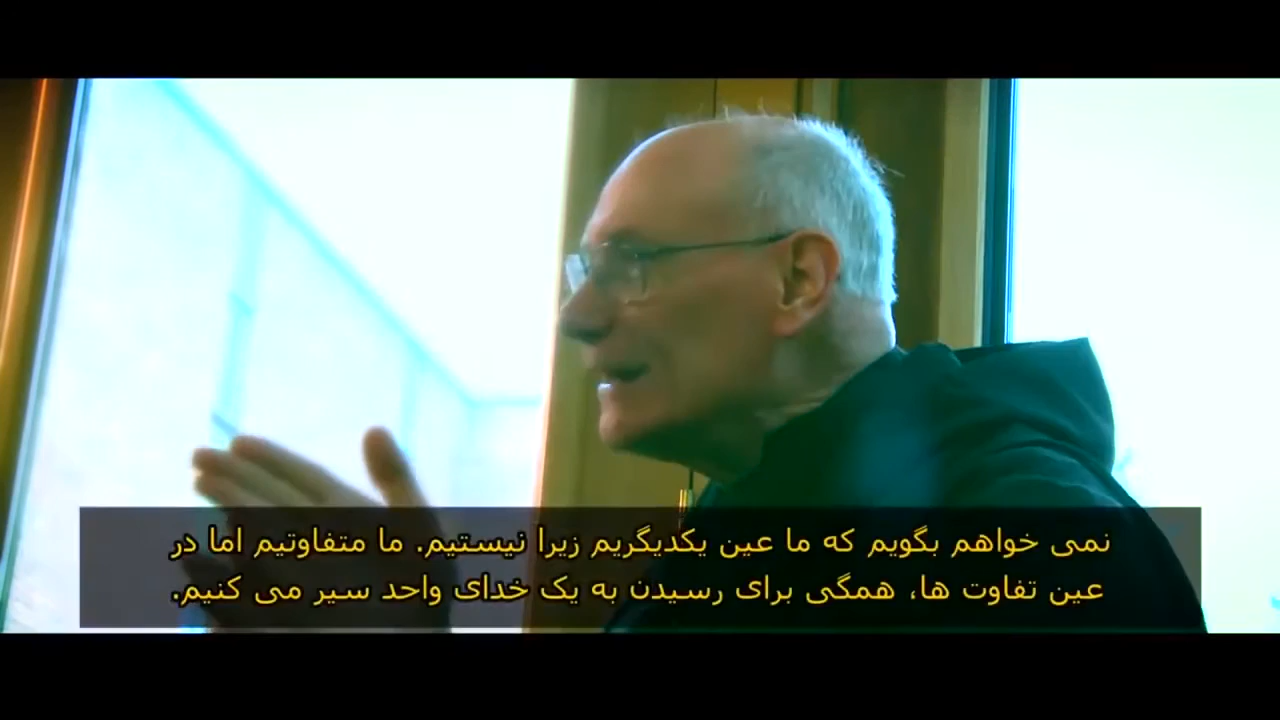 نمی خواهم بگویم که ما عین یکدیگریم زیرا نیستیم. ما متفاوتیم اما در
عین تفاوت ها، همگی برای رسیدن به یک خدای واحد سیر می کنیم.